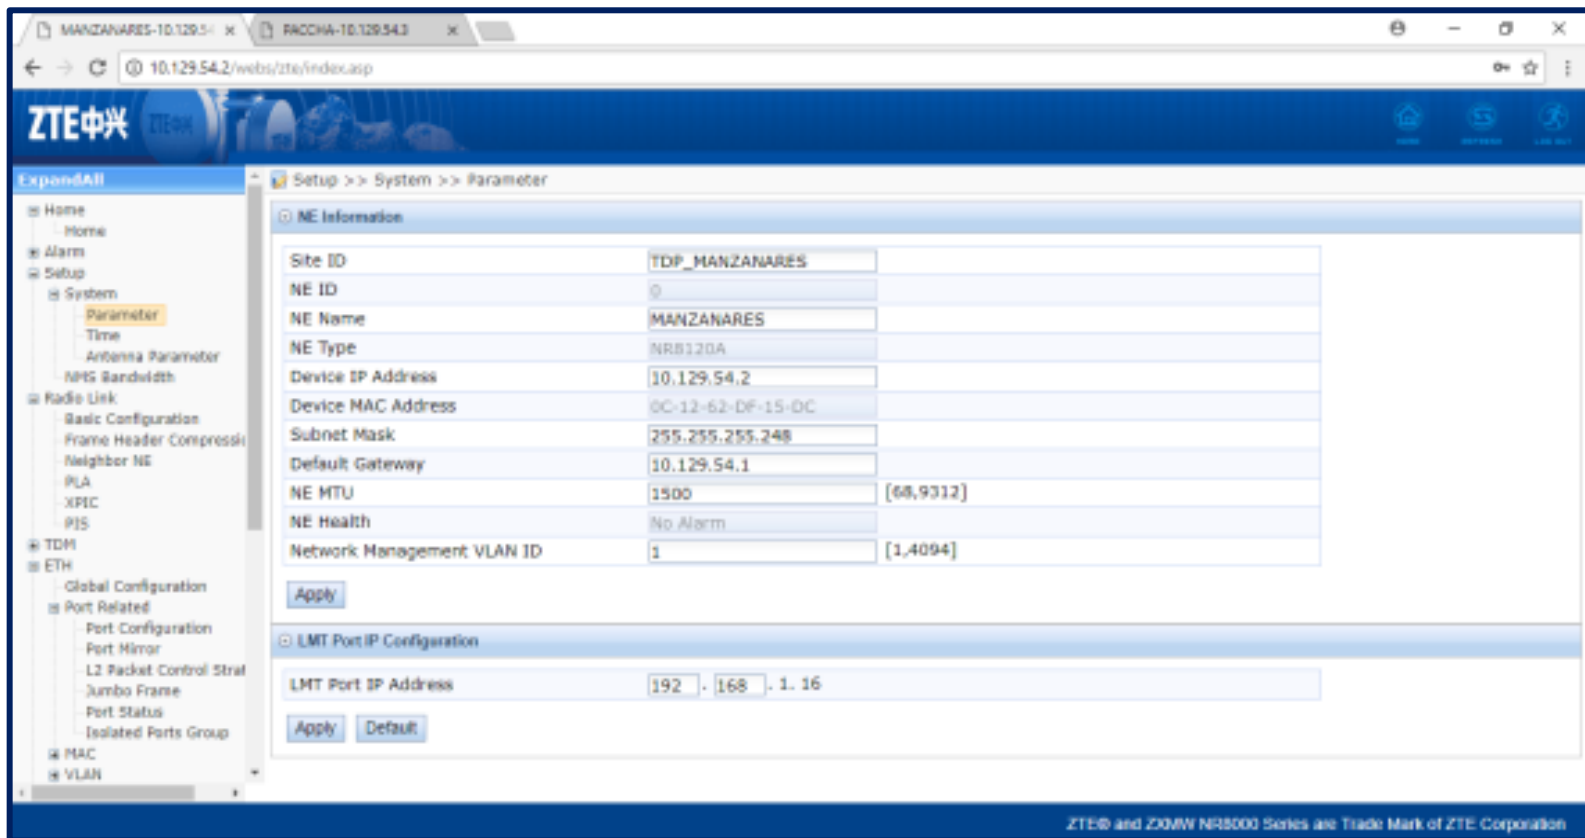 MANZANARES-10.129.54
PACCHA-10.129.54.3
10.129.54.2/webs/zte/index.asp
ZTE中兴
HOME REFRESH LOG OUT
ExpandAll
Setup >> System >> Parameter
Home
Home
Alarm
Setup
System
Parameter
Time
Antenna Parameter
NMS Bandwidth
Radio Link
Basic Configuration
Frame Header Compressi
Neighbor NE
PLA
XPIC
PIS
TDM
ETH
Global Configuration
Port Related
Port Configuration
Port Mirror
L2 Packet Control Strat
Jumbo Frame
Port Status
Isolated Ports Group
MAC
VLAN
NE Information
Site ID TDP_MANZANARES
NE ID 0
NE Name MANZANARES
NE Type NR8120A
Device IP Address 10.129.54.2
Device MAC Address 0C-12-62-DF-15-DC
Subnet Mask 255.255.255.248
Default Gateway 10.129.54.1
NE MTU 1500 [68,9312]
NE Health No Alarm
Network Management VLAN ID 1 [1,4094]
Apply
LMT Port IP Configuration
LMT Port IP Address 192 . 168 . 1. 16
Apply Default
ZTE® and ZXMW NR8000 Series are Trade Mark of ZTE Corporation